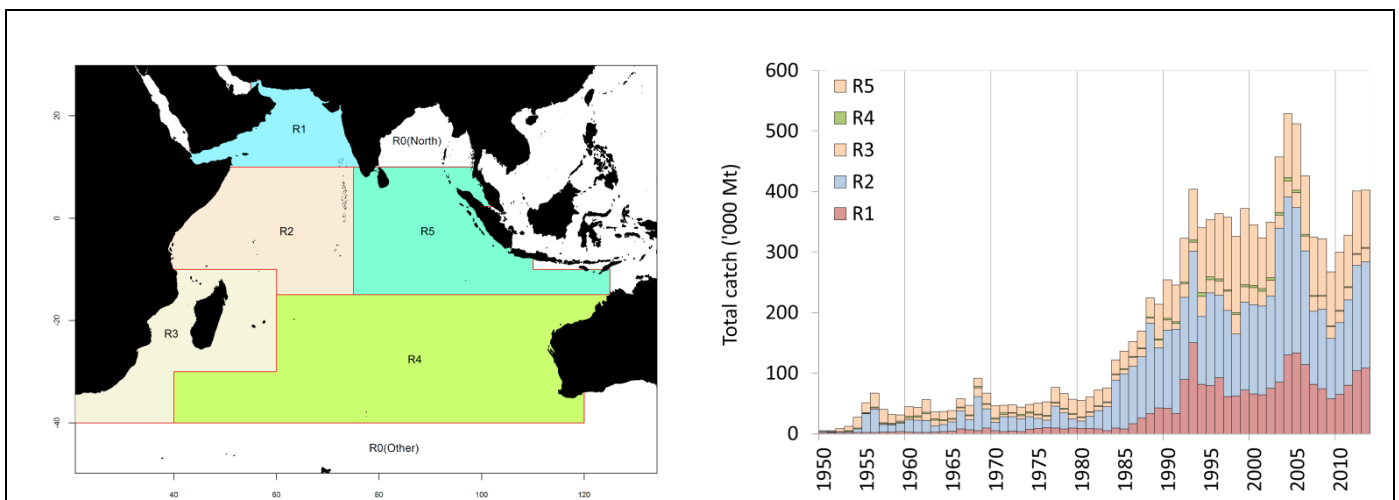 R1
R0(North)
R2
R5
R3
R4
R0(Other)
20
0
-20
-40
40
60
80
100
120
Total catch ('000 Mt)
600
500
400
300
200
100
0
R5
R4
R3
R2
R1
1950
1955
1960
1965
1970
1975
1980
1985
1990
1995
2000
2005
2010